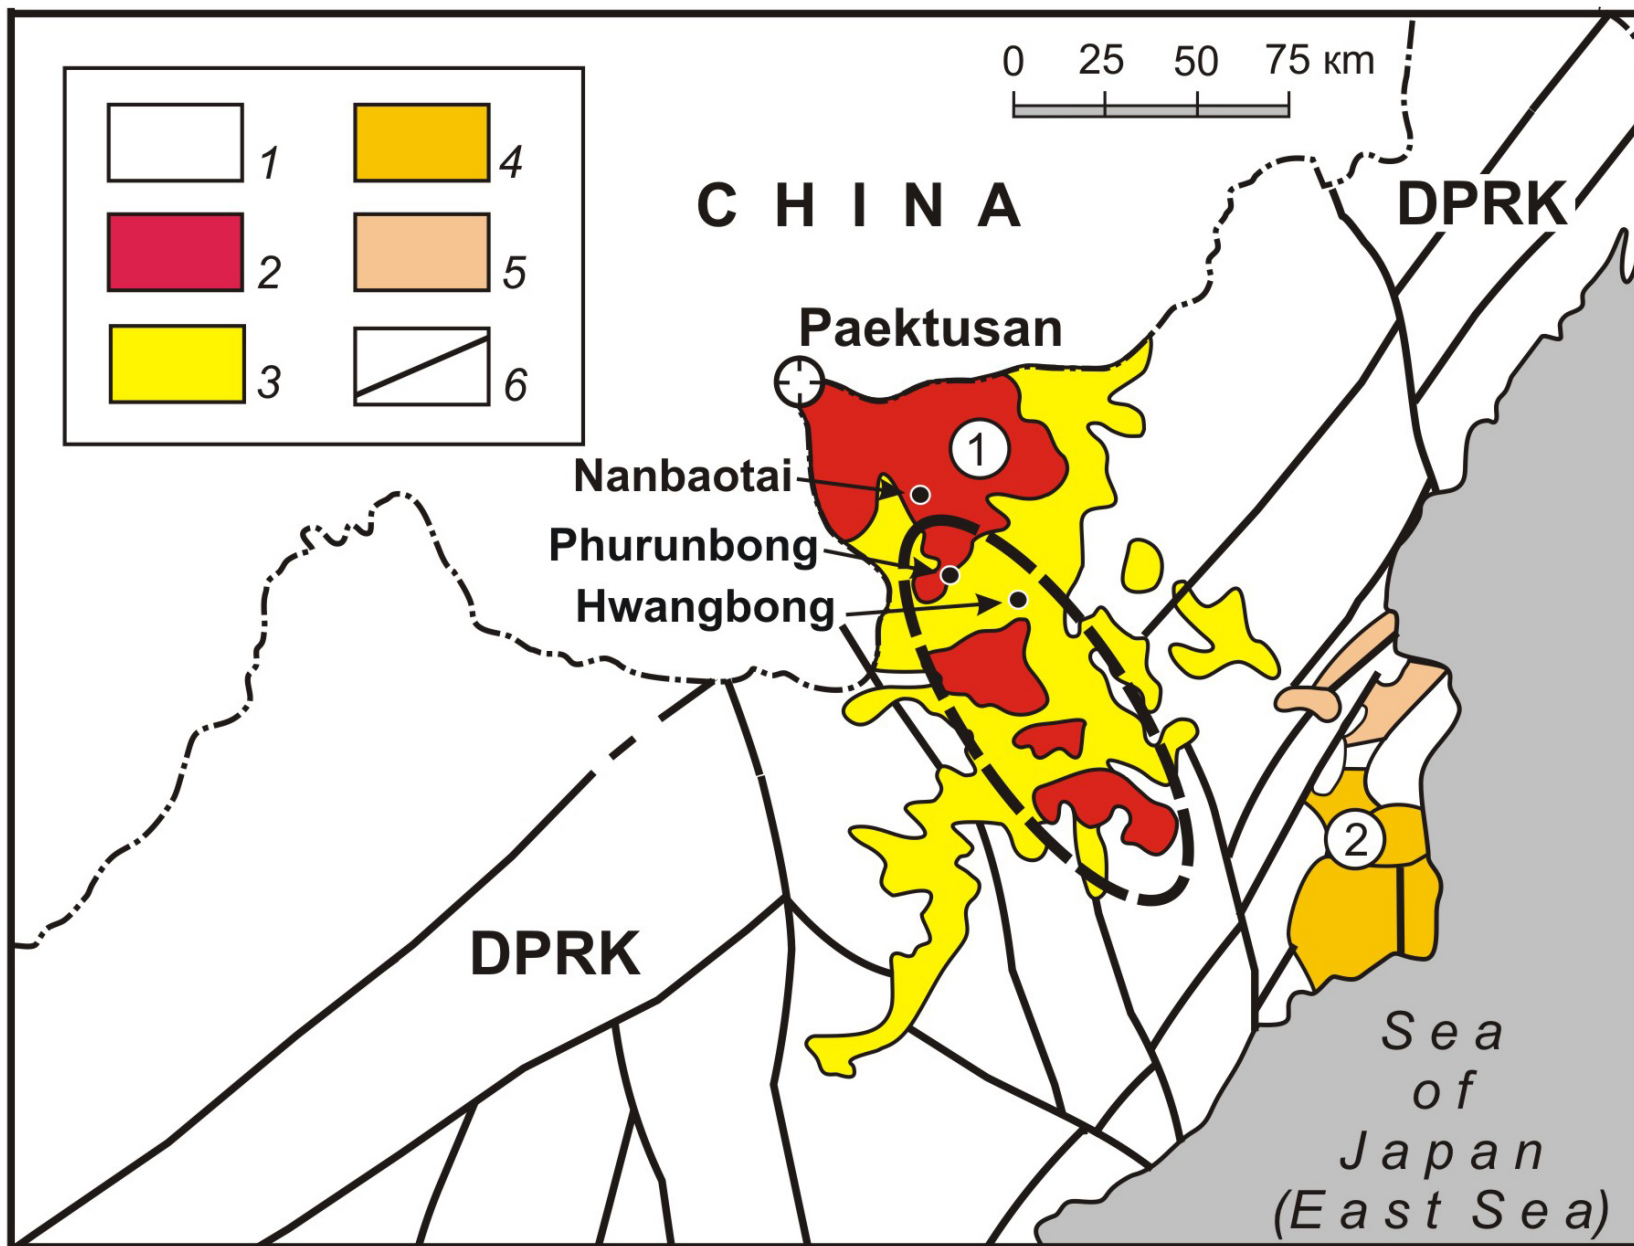 0 25 50 75 км
1
4
2
5
3
6
CHINA
DPRK
Paektusan
1
Nanbaotai
Phurunbong
Hwangbong
2
DPRK
Sea
of
Japan
(East Sea)